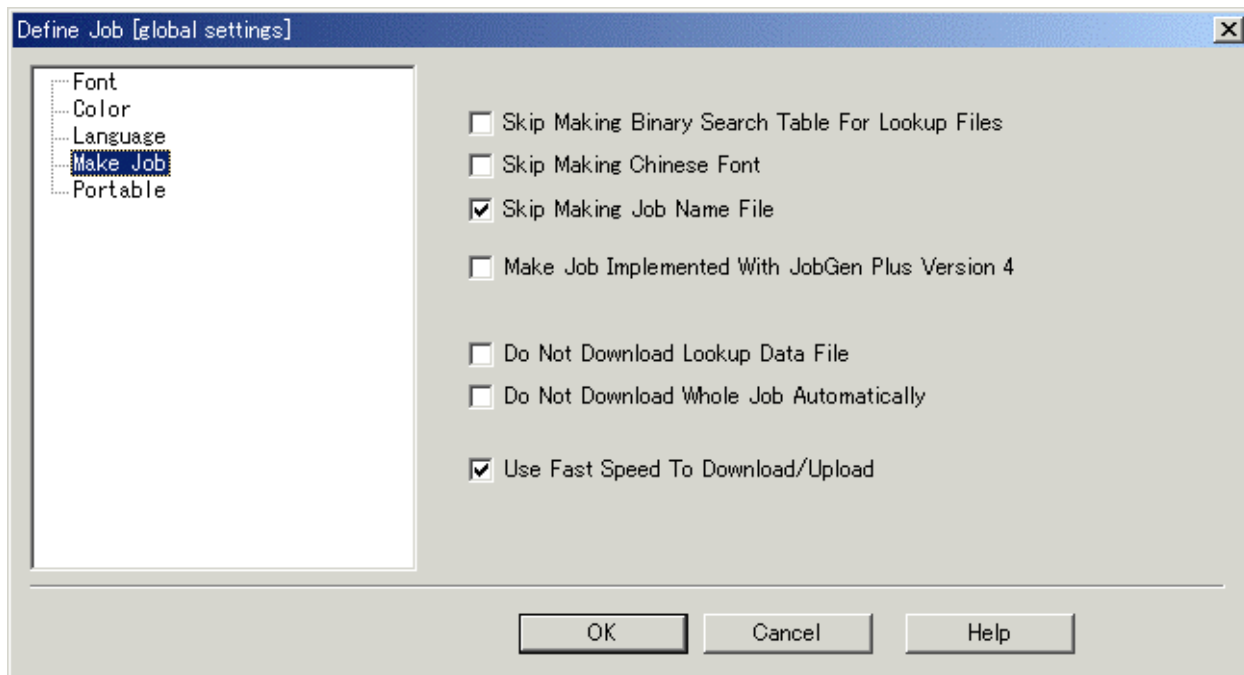 Define Job [global settings]
Font
Color
Language
Make Job
Portable
Skip Making Binary Search Table For Lookup Files
Skip Making Chinese Font
Skip Making Job Name File
Make Job Implemented With JobGen Plus Version 4
Do Not Download Lookup Data File
Do Not Download Whole Job Automatically
Use Fast Speed To Download/Upload
OK Cancel Help